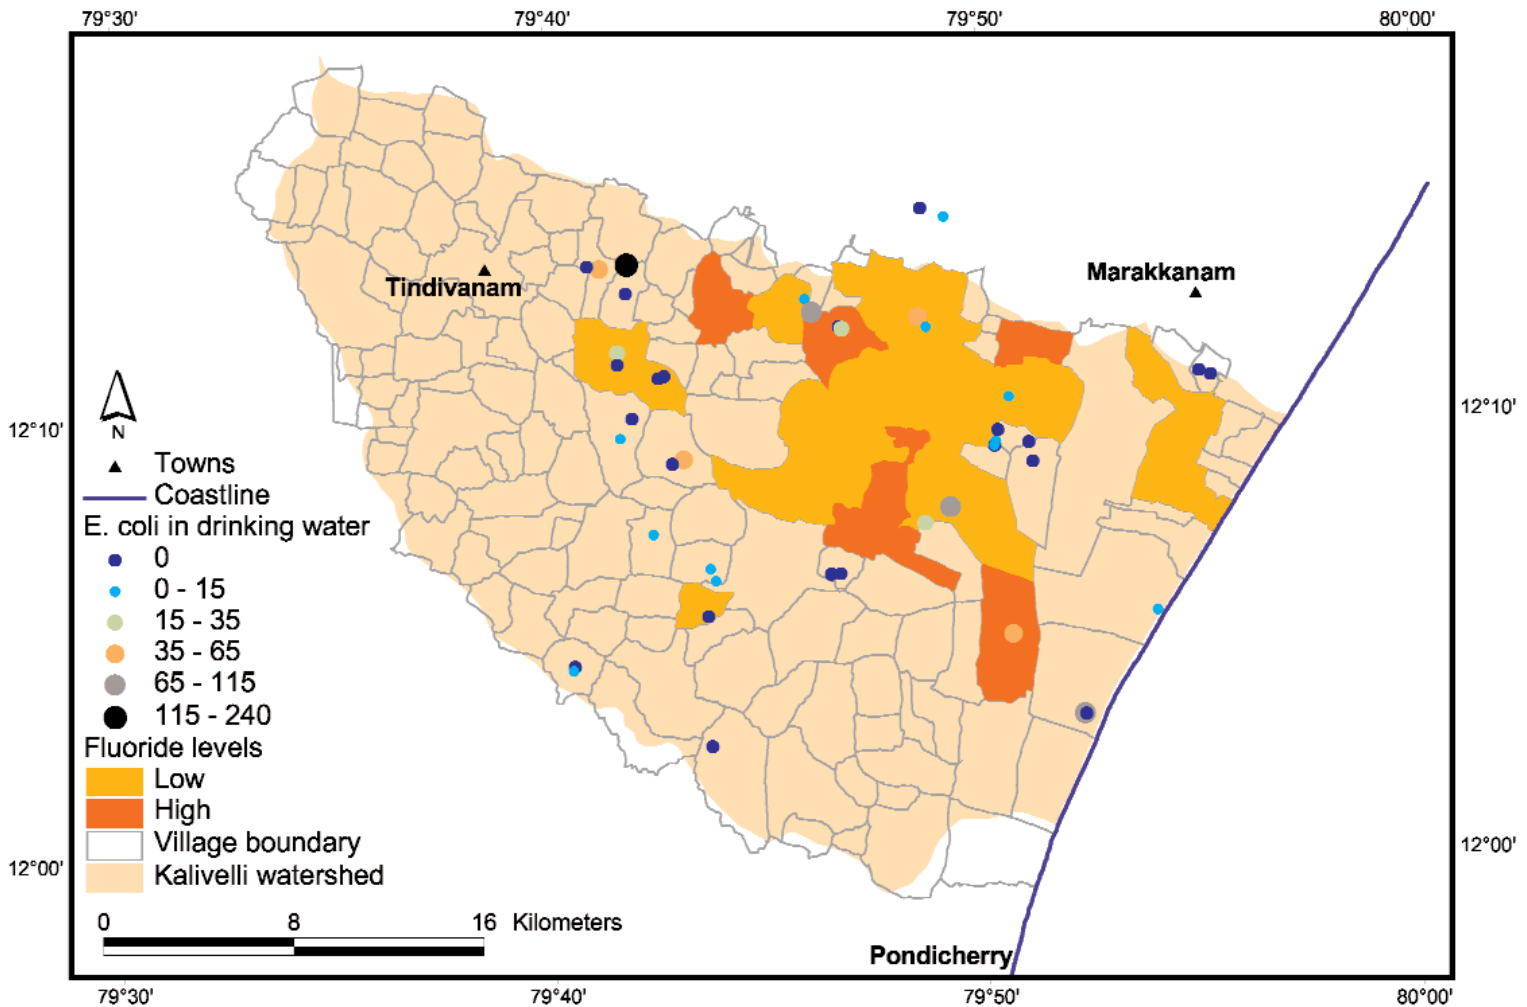 79°30' 79°40' 79°50' 80°00'
Marakkanam
Tindivanam
12°10' 12°10'
N
Towns
Coastline
E. coli in drinking water
0
0 - 15
15 - 35
35 - 65
65 - 115
115 - 240
Fluoride levels
Low
High
Village boundary
Kalivelli watershed
12°00' 12°00'
0 8 16 Kilometers
Pondicherry
79°30' 79°40' 79°50' 80°00'